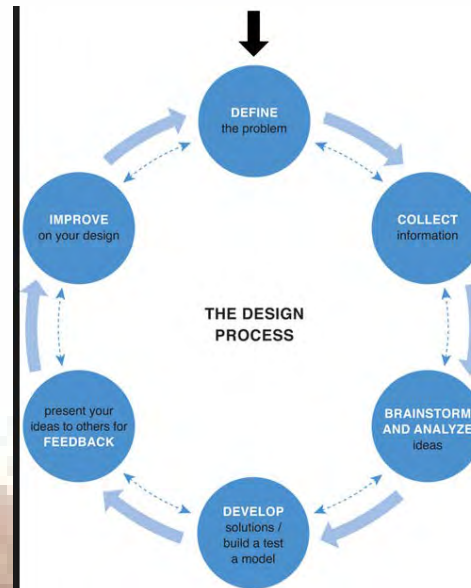 DEFINE
the problem
COLLECT
information
BRAINSTORM
AND ANALYZE
ideas
DEVELOP
solutions /
build a test
a model
present your
ideas to others for
FEEDBACK
IMPROVE
on your design
THE DESIGN
PROCESS